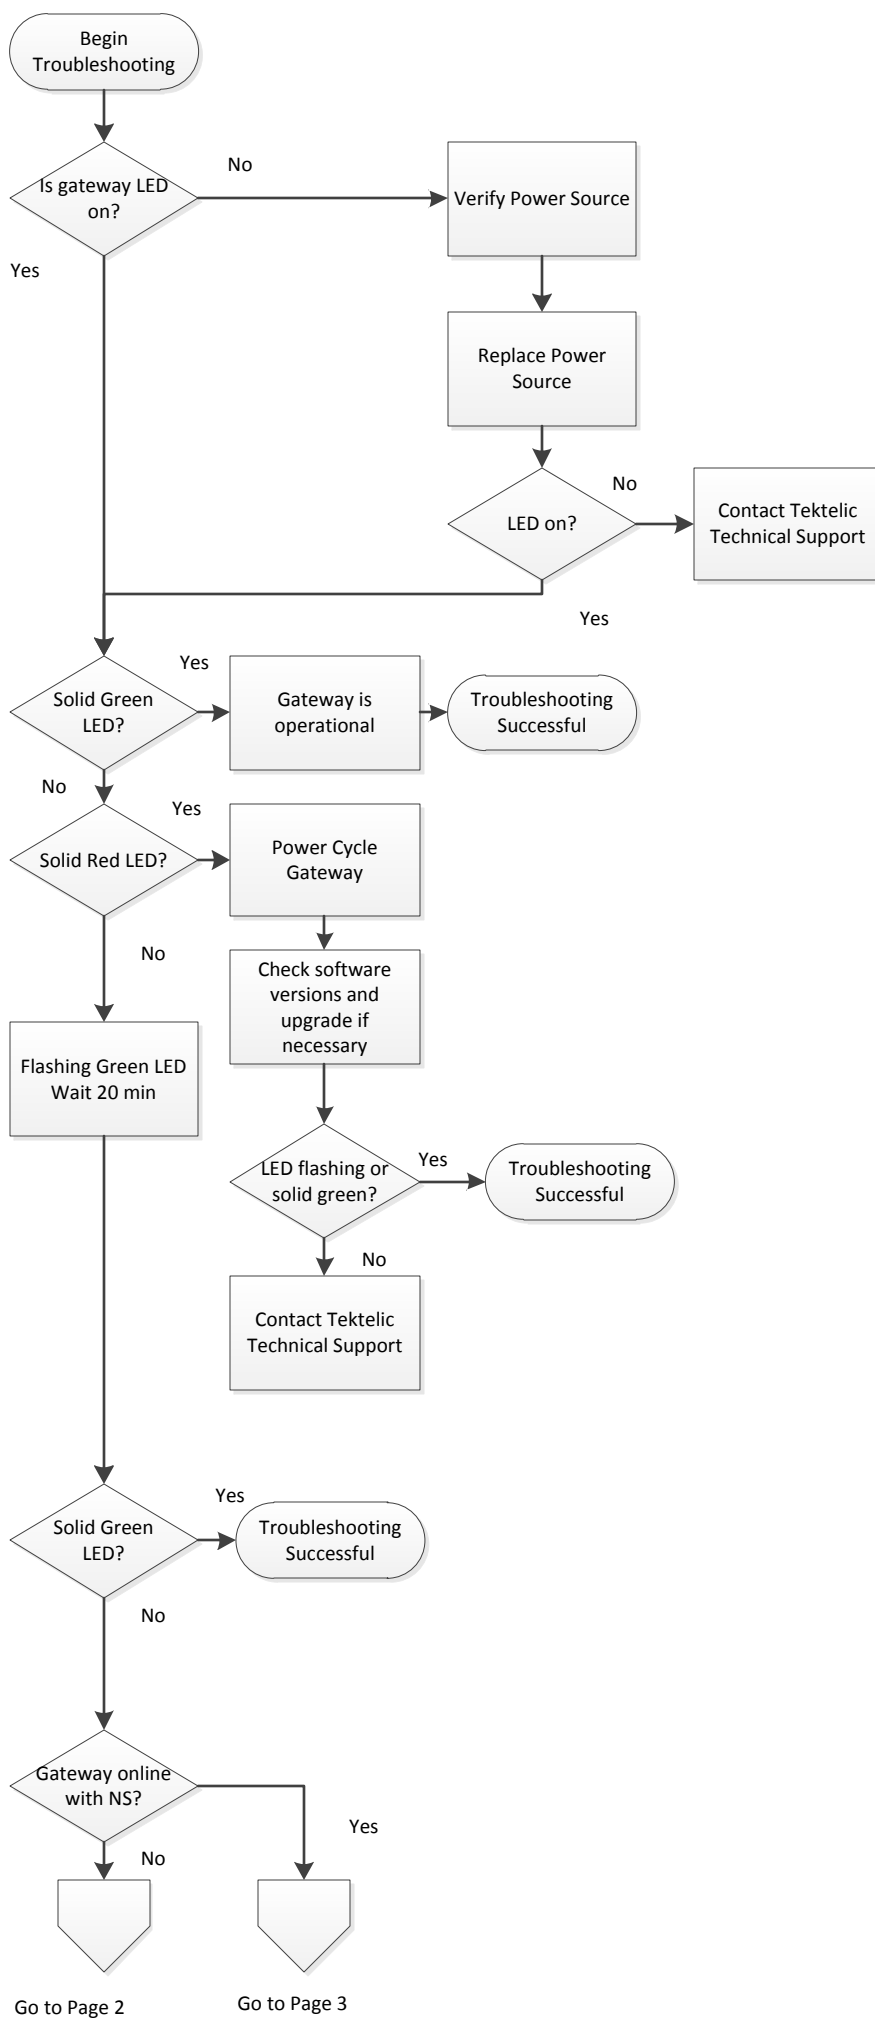 Begin
Troubleshooting
Is gateway LED
on?
No
Verify Power Source
Yes
Replace Power
Source
LED on?
No
Contact Tektelic
Technical Support
Yes
Solid Green
LED?
Yes
Gateway is
operational
Troubleshooting
Successful
No
Solid Red LED?
Yes
Power Cycle
Gateway
No
Check software
versions and
upgrade if
necessary
Flashing Green LED
Wait 20 min
LED flashing or
solid green?
Yes
Troubleshooting
Successful
No
Contact Tektelic
Technical Support
Solid Green
LED?
Yes
Troubleshooting
Successful
No
Gateway online
with NS?
Yes
No
Go to Page 2
Go to Page 3